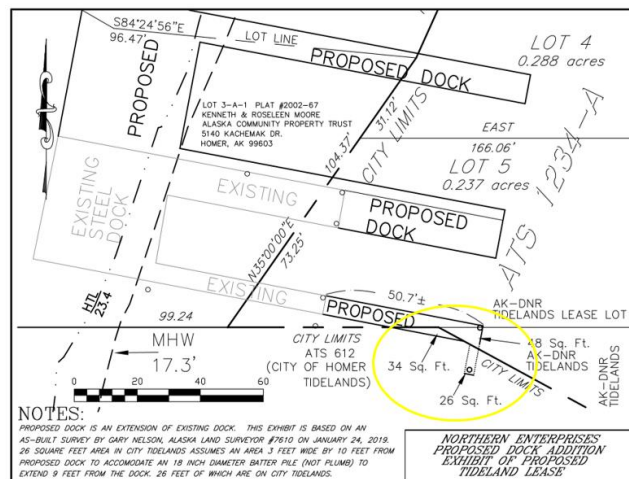 S84°24'56"E
96.47'
LOT LINE
PROPOSED
PROPOSED DOCK
LOT 4
0.288 acres
LOT 3-A-1 PLAT #2002-67
KENNETH & ROSELEEN MOORE
ALASKA COMMUNITY PROPERTY TRUST
5140 KACHEMAK DR.
HOMER, AK 99603
31.12'
104.37'
CITY LIMITS
EAST
166.06'
LOT 5
0.237 acres
ATS 1234-A
EXISTING
STEEL
DOCK
EXISTING
PROPOSED
DOCK
N35°00'00"E
73.25'
EXISTING
PROPOSED
50.7'±
AK-DNR
TIDELANDS LEASE LOT
HTL
23.4
99.24
MHW
17.3'
CITY LIMITS
ATS 612
(CITY OF HOMER
TIDELANDS)
34 Sq. Ft.
48 Sq. Ft.
AK-DNR
TIDELANDS
CITY LIMITS
26 Sq. Ft.
AK-DNR
TIDELANDS
0 20 40 60
NOTES:
PROPOSED DOCK IS AN EXTENSION OF EXISTING DOCK. THIS EXHIBIT IS BASED ON AN
AS-BUILT SURVEY BY GARY NELSON, ALASKA LAND SURVEYOR #7610 ON JANUARY 24, 2019.
26 SQUARE FEET AREA IN CITY TIDELANDS ASSUMES AN AREA 3 FEET WIDE BY 10 FEET FROM
PROPOSED DOCK TO ACCOMODATE AN 18 INCH DIAMETER BATTER PILE (NOT PLUMB) TO
EXTEND 9 FEET FROM THE DOCK. 26 FEET OF WHICH ARE ON CITY TIDELANDS.
NORTHERN ENTERPRISES
PROPOSED DOCK ADDITION
EXHIBIT OF PROPOSED
TIDELAND LEASE